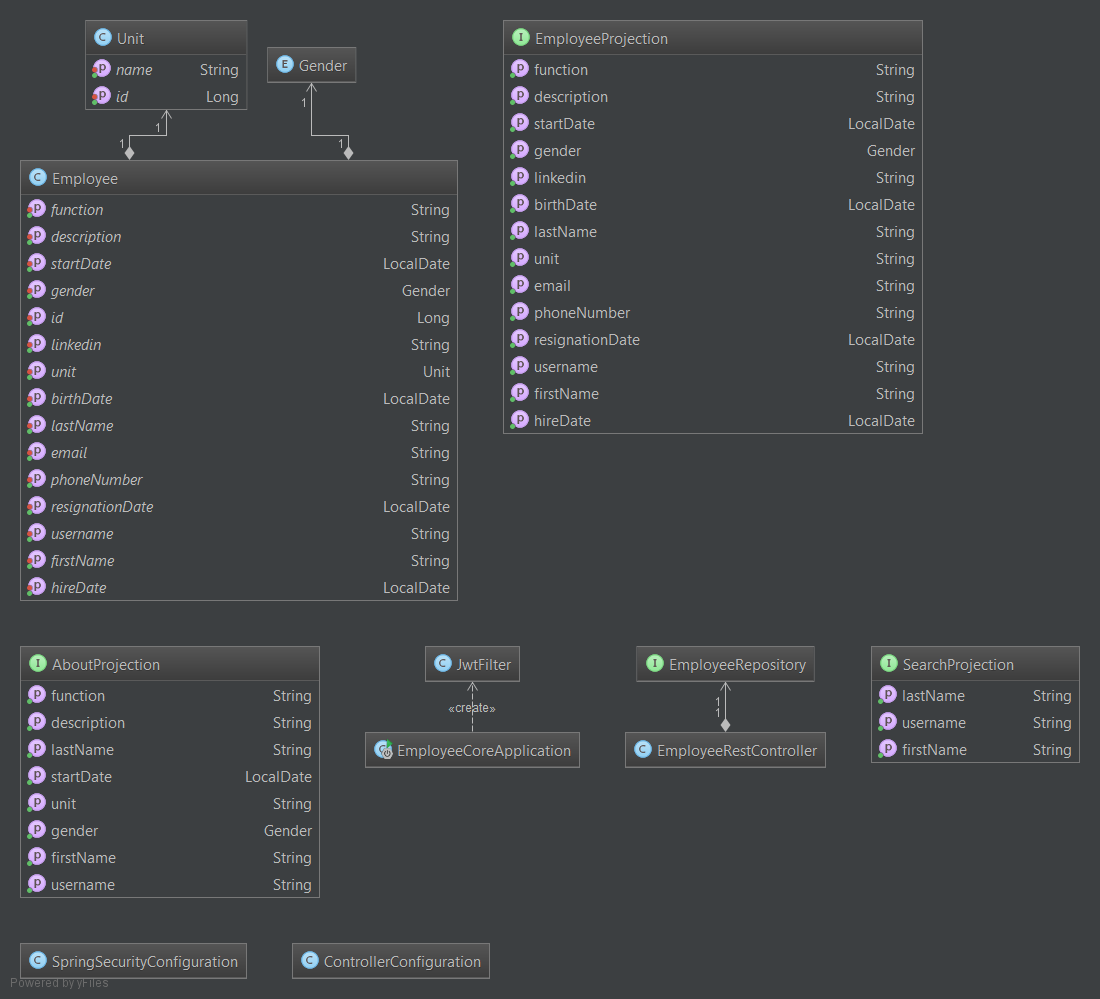 C Unit
p name String
p id Long
E Gender
1
1
1
1
C Employee
p function String
p description String
p startDate LocalDate
p gender Gender
p id Long
p linkedin String
p unit Unit
p birthDate LocalDate
p lastName String
p email String
p phoneNumber String
p resignationDate LocalDate
p username String
p firstName String
p hireDate LocalDate
I EmployeeProjection
p function String
p description String
p startDate LocalDate
p gender Gender
p linkedin String
p birthDate LocalDate
p lastName String
p unit String
p email String
p phoneNumber String
p resignationDate LocalDate
p username String
p firstName String
p hireDate LocalDate
I AboutProjection
p function String
p description String
p lastName String
p startDate LocalDate
p unit String
p gender Gender
p firstName String
p username String
C JwtFilter
«create»
C EmployeeCoreApplication
I EmployeeRepository
1
1
C EmployeeRestController
I SearchProjection
p lastName String
p username String
p firstName String
C SpringSecurityConfiguration
C ControllerConfiguration
Powered by yFiles